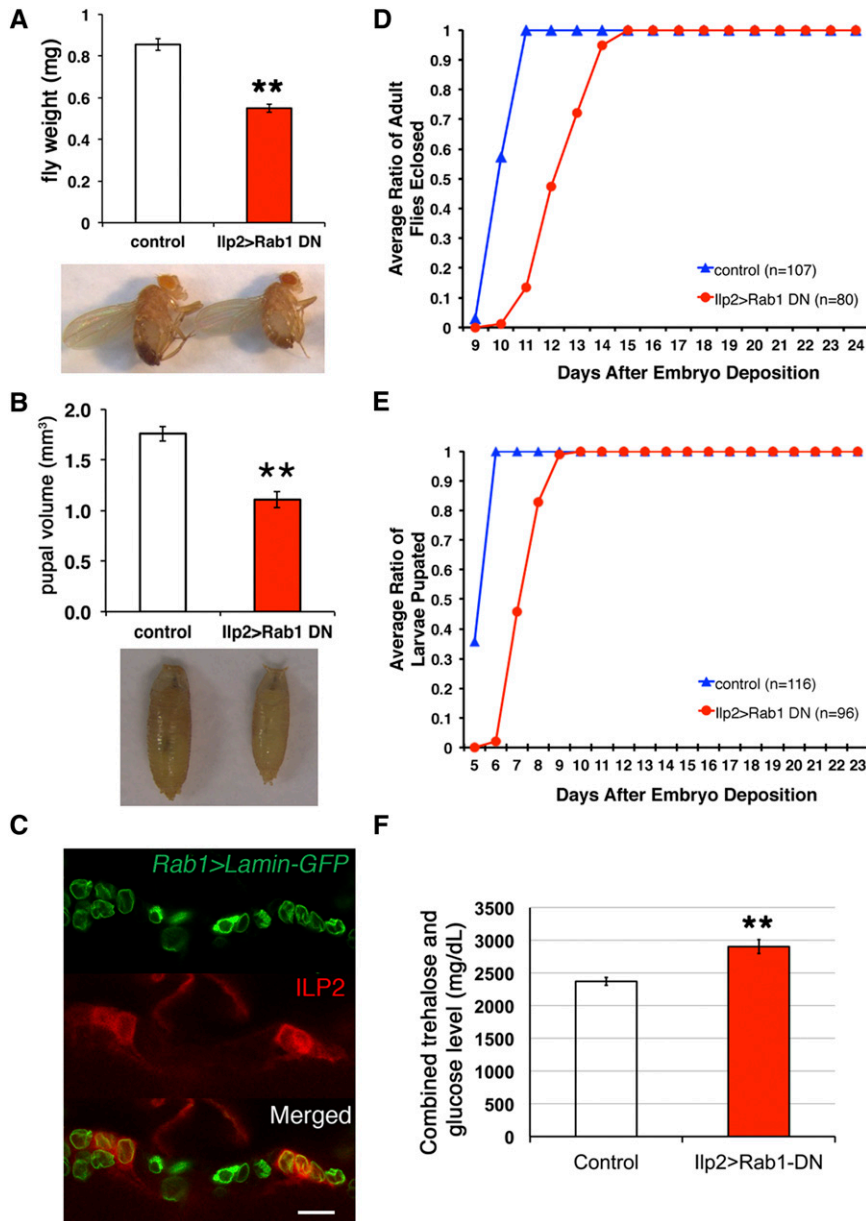 A
fly weight (mg)
1
0.8
0.6
0.4
0.2
0
**
control
Ilp2>Rab1 DN
B
pupal volume (mm³)
2.0
1.5
1.0
0.5
0.0
**
control
Ilp2>Rab1 DN
C
Rab1>Lamin-GFP
ILP2
Merged
D
Average Ratio of Adult
Flies Eclosed
1
0.9
0.8
0.7
0.6
0.5
0.4
0.3
0.2
0.1
0
control (n=107)
Ilp2>Rab1 DN (n=80)
9 10 11 12 13 14 15 16 17 18 19 20 21 22 23 24
Days After Embryo Deposition
E
Average Ratio of
Larvae Pupated
1
0.9
0.8
0.7
0.6
0.5
0.4
0.3
0.2
0.1
0
control (n=116)
Ilp2>Rab1 DN (n=96)
5 6 7 8 9 10 12 13 14 15 16 17 18 19 20 21 22 23
Days After Embryo Deposition
F
Combined trehalose and
glucose level (mg/dL)
3500
3000
2500
2000
1500
1000
500
0
**
Control
Ilp2>Rab1-DN